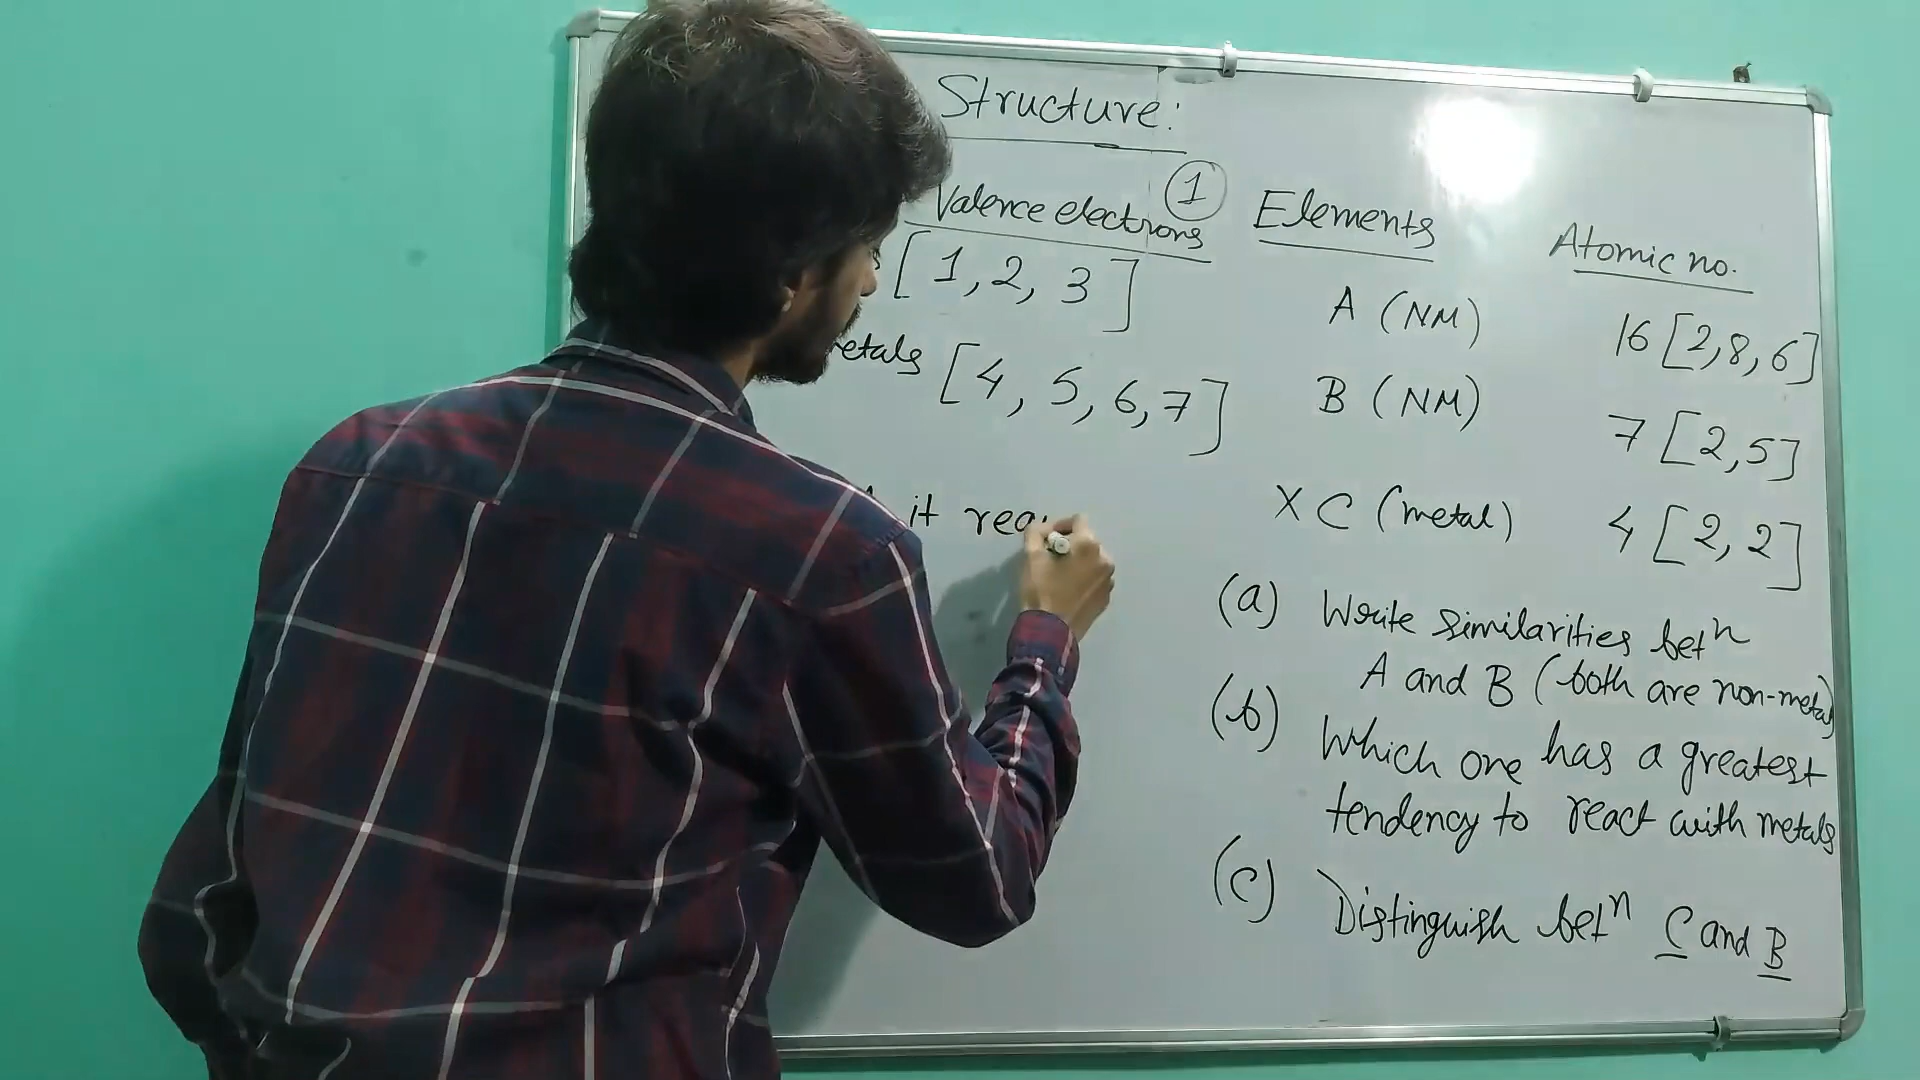 Structure:
Valence electrons
[1, 2, 3]
etals [4, 5, 6, 7]
it rea
1
Elements
Atomic no.
A (NM)
16 [2,8,6]
B (NM)
7 [2,5]
X C (metal)
4 [2,2]
(a) Write similarities betⁿ
A and B (both are non-metal)
(b) Which one has a greatest
tendency to react with metals
(c) Distinguish betⁿ C and B